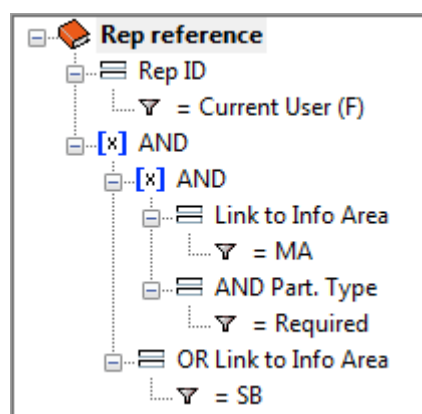 Rep reference
Rep ID
= Current User (F)
[x] AND
[x] AND
Link to Info Area
= MA
AND Part. Type
= Required
OR Link to Info Area
= SB